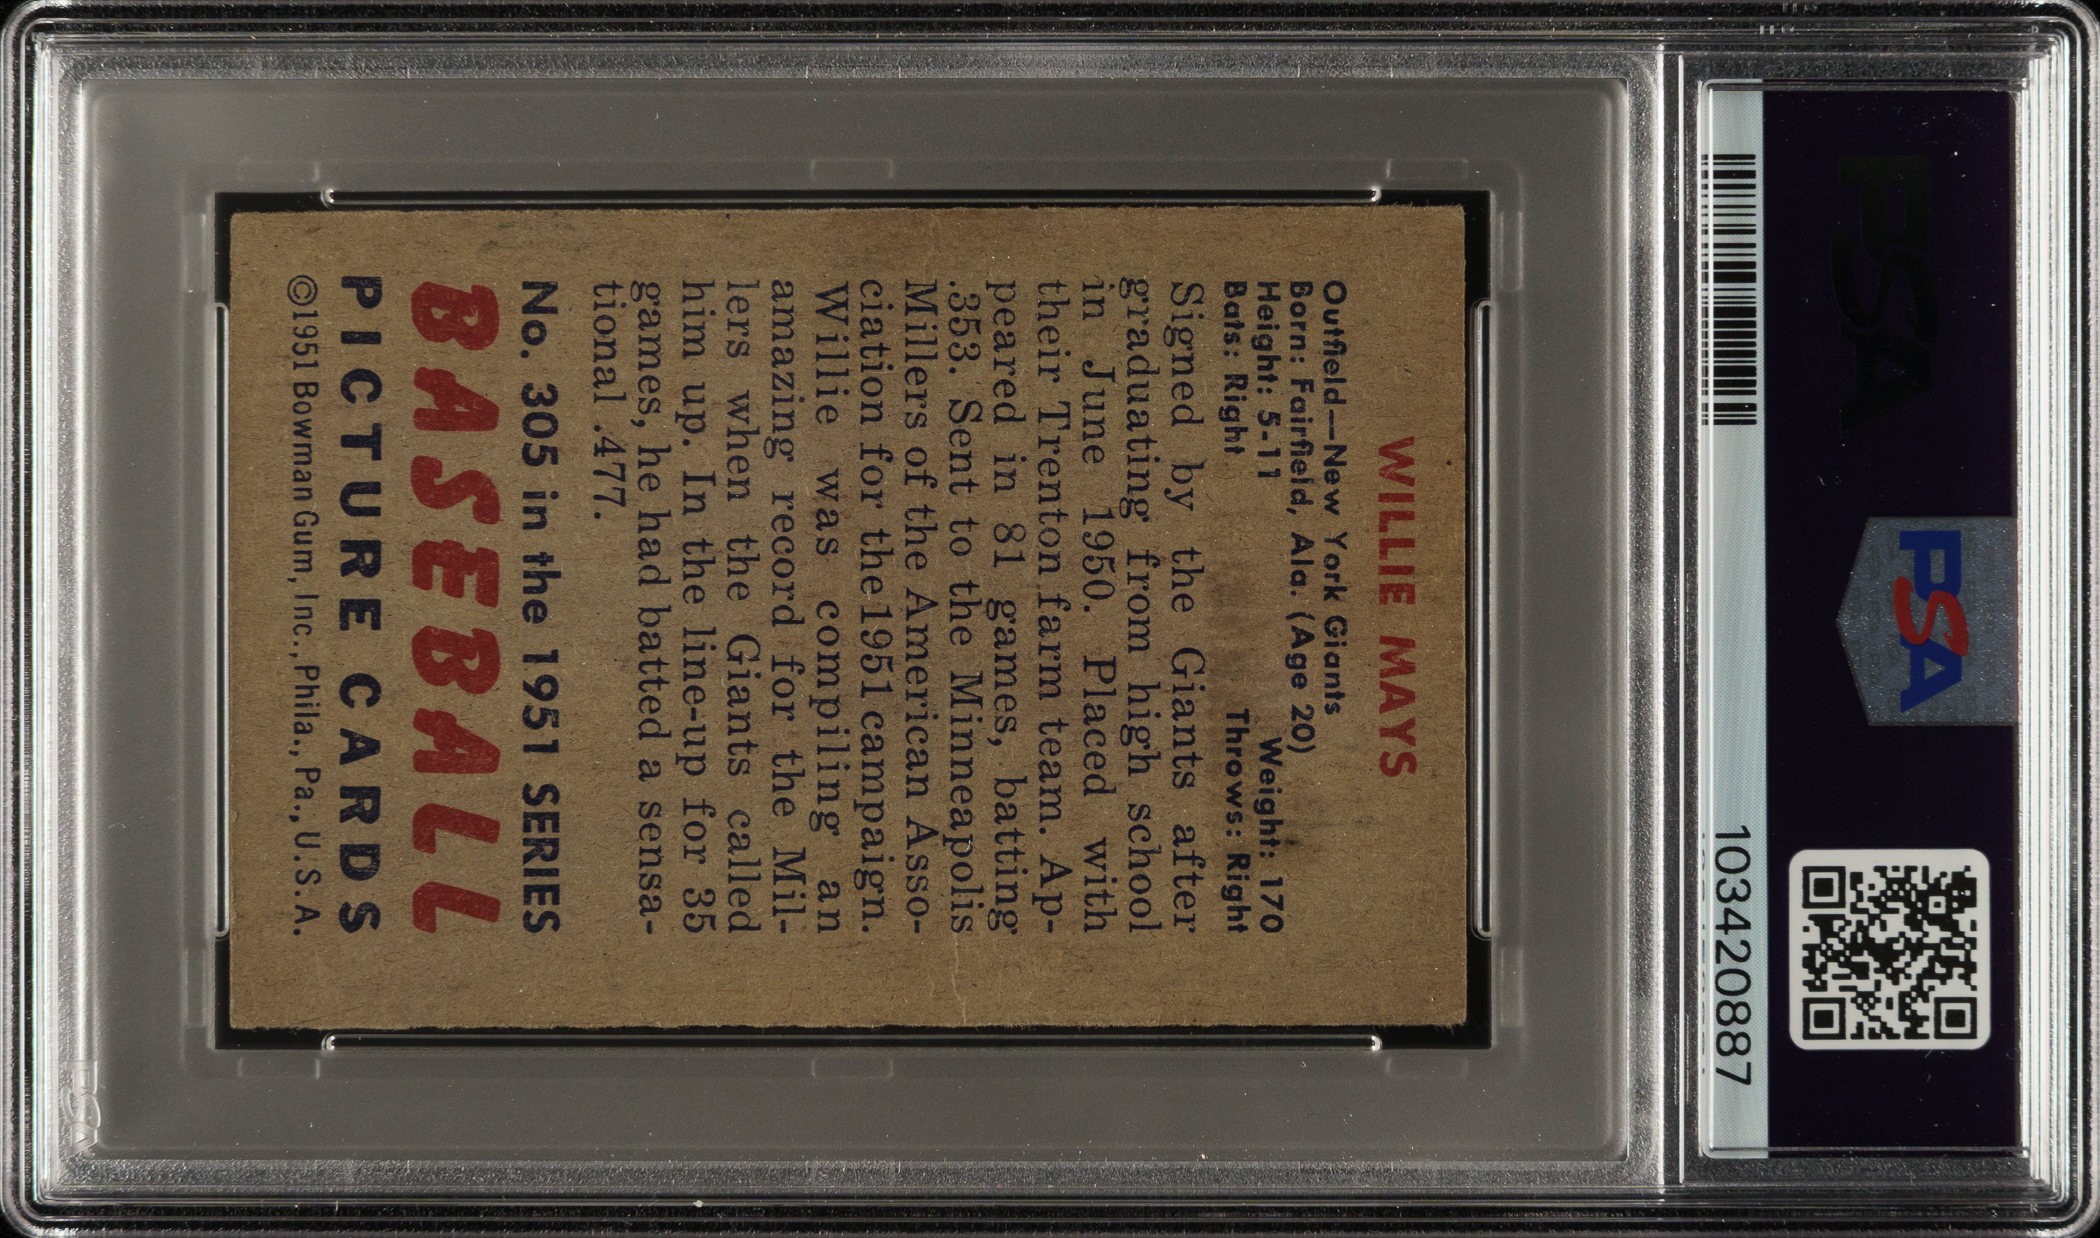 PSA
PSA
103420887
WILLIE MAYS
Outfield—New York Giants
Born: Fairfield, Ala. (Age 20)
Height: 5-11 Weight: 170
Bats: Right Throws: Right
Signed by the Giants after
graduating from high school
in June 1950. Placed with
their Trenton farm team. Ap-
peared in 81 games, batting
.353. Sent to the Minneapolis
Millers of the American Asso-
ciation for the 1951 campaign.
Willie was compiling an
amazing record for the Mil-
lers when the Giants called
him up. In the line-up for 35
games, he had batted a sensa-
tional .477.
No. 305 in the 1951 SERIES
BASEBALL
PICTURE CARDS
©1951 Bowman Gum, Inc., Phila., Pa., U.S.A.
PSA